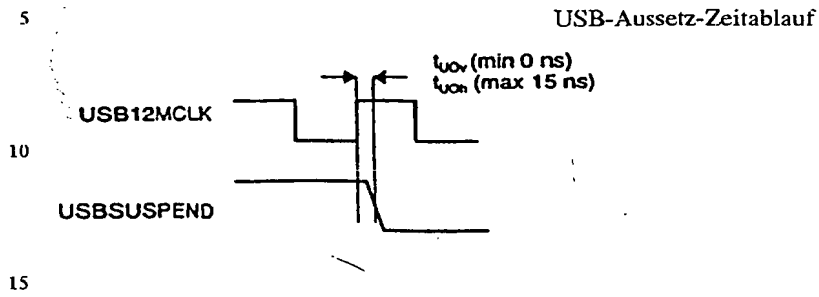 5
USB-Aussetz-Zeitablauf
tUOv (min 0 ns)
tUOh (max 15 ns)
USB12MCLK
10
USBSUSPEND
15